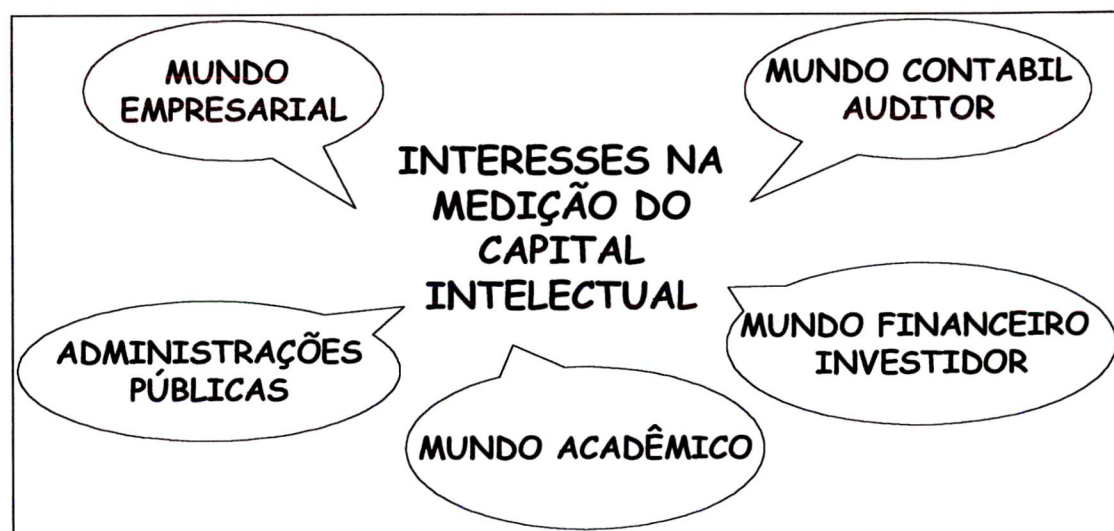 MUNDO
EMPRESARIAL
MUNDO CONTABIL
AUDITOR
INTERESSES NA
MEDIÇÃO DO
CAPITAL
INTELECTUAL
ADMINISTRAÇÕES
PÚBLICAS
MUNDO FINANCEIRO
INVESTIDOR
MUNDO ACADÊMICO